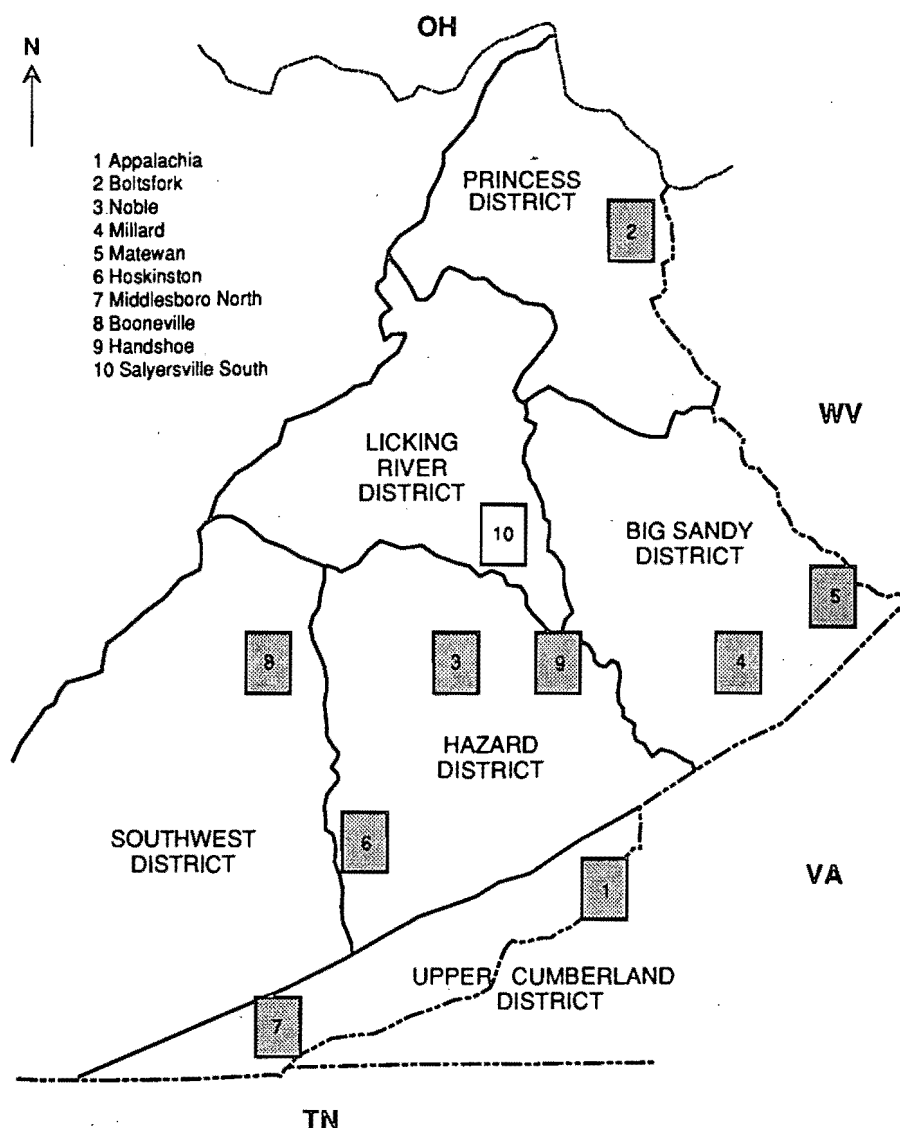 OH
N
1 Appalachia
2 Boltsfork
3 Noble
4 Millard
5 Matewan
6 Hoskinston
7 Middlesboro North
8 Booneville
9 Handshoe
10 Salyersville South
PRINCESS
DISTRICT
2
WV
LICKING
RIVER
DISTRICT
10
BIG SANDY
DISTRICT
5
8
3
9
4
HAZARD
DISTRICT
SOUTHWEST
DISTRICT
6
1
VA
UPPER CUMBERLAND
DISTRICT
7
TN